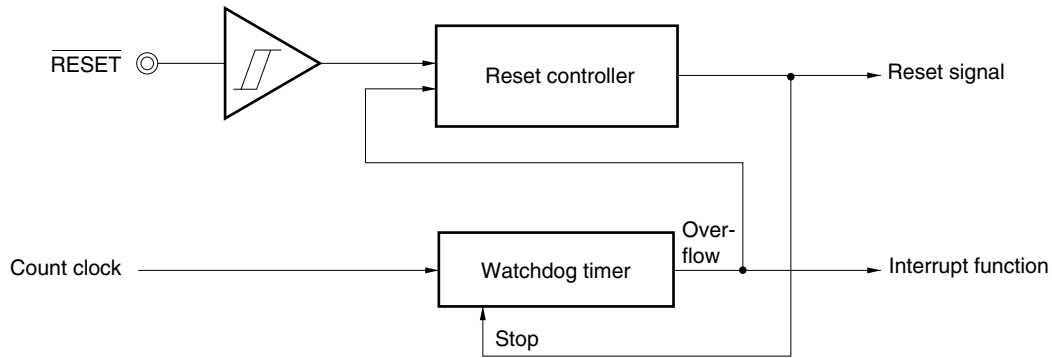 RESET
Reset controller
Reset signal
Count clock
Watchdog timer
Over-
flow
Interrupt function
Stop